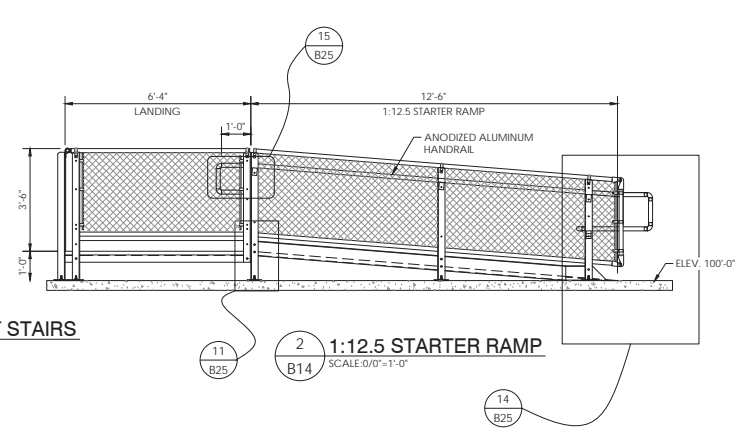 15
B25
6'-4"
LANDING
12'-6"
1:12.5 STARTER RAMP
1'-0"
ANODIZED ALUMINUM
HANDRAIL
3'-6"
1'-0"
ELEV. 100'-0"
STAIRS
11
B25
2
B14
1:12.5 STARTER RAMP
SCALE:0/0"=1'-0"
14
B25